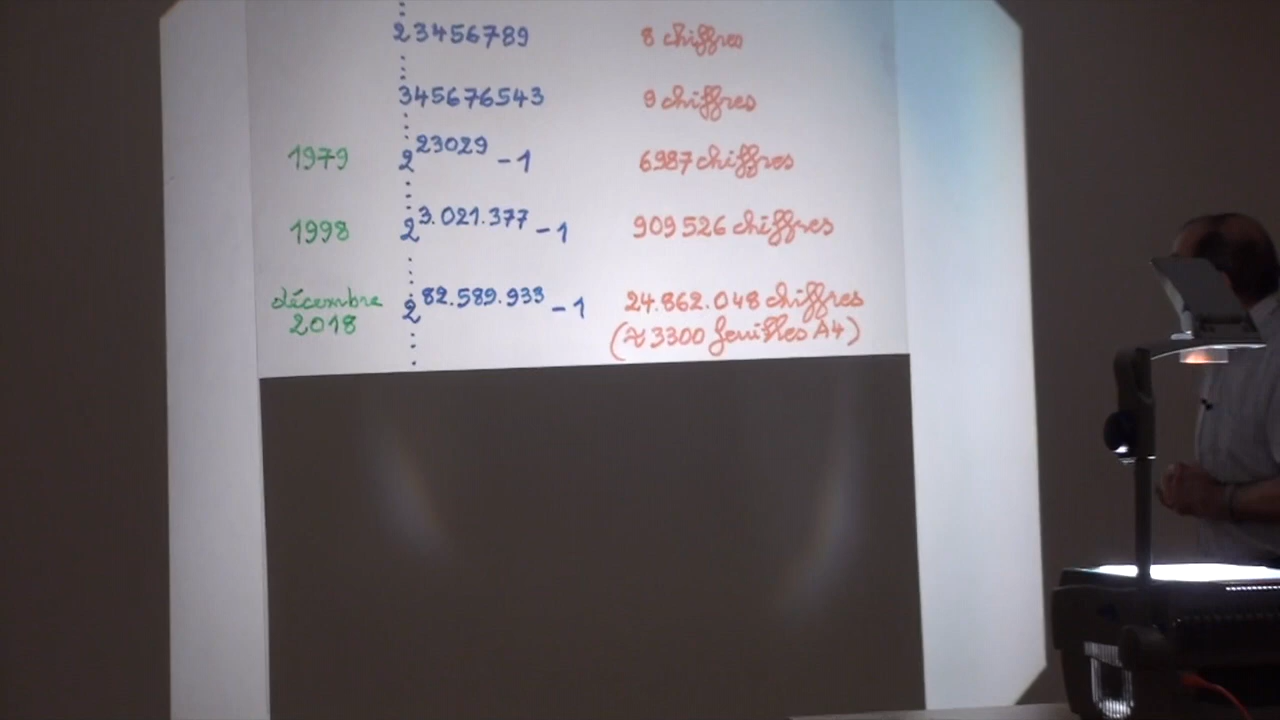 23456789 8 chiffres
345676543 9 chiffres
1979 2^23029 - 1 6987 chiffres
1998 2^3.021.377 - 1 909 526 chiffres
décembre 2^82.589.933 - 1 24.862.048 chiffres
2018 (≈ 3300 feuilles A4)